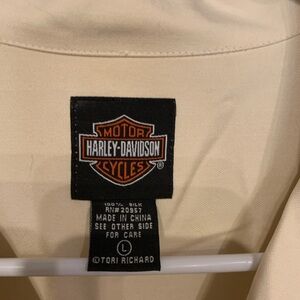 MOTOR
HARLEY-DAVIDSON
CYCLES
®
100% SILK
RN# 20957
MADE IN CHINA
SEE OTHER SIDE
FOR CARE
L
©TORI RICHARD